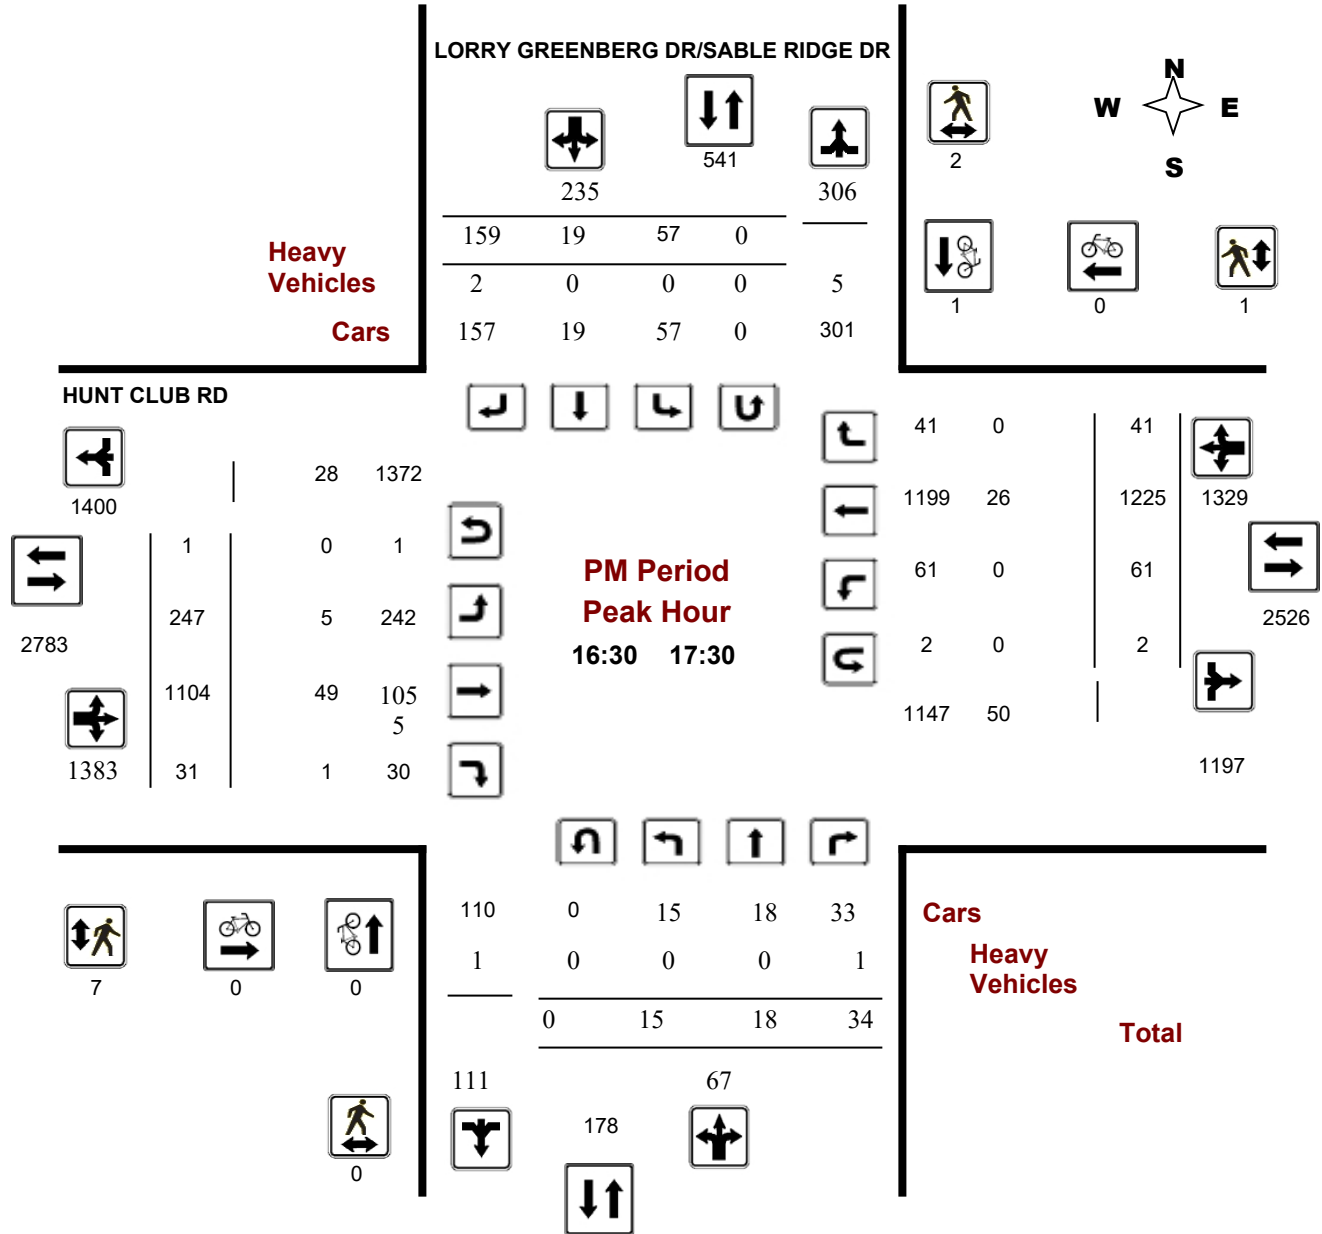 LORRY GREENBERG DR/SABLE RIDGE DR
N
W E
S
541
2
235 306
159 19 57 0
Heavy
Vehicles
2 0 0 0 5
1 0 1
Cars
157 19 57 0 301
HUNT CLUB RD
41 0 41
28 1372
1400
1199 26 1225 1329
1 0 1
PM Period
61 0 61
Peak Hour
247 5 242
2526
2783
16:30 17:30
2 0 2
1104 49 105
5
1147 50
1383 31 1 30
1197
110 0 15 18 33
Cars
1 0 0 0 1
Heavy
Vehicles
7 0 0
0 15 18 34
Total
111 67
178
0